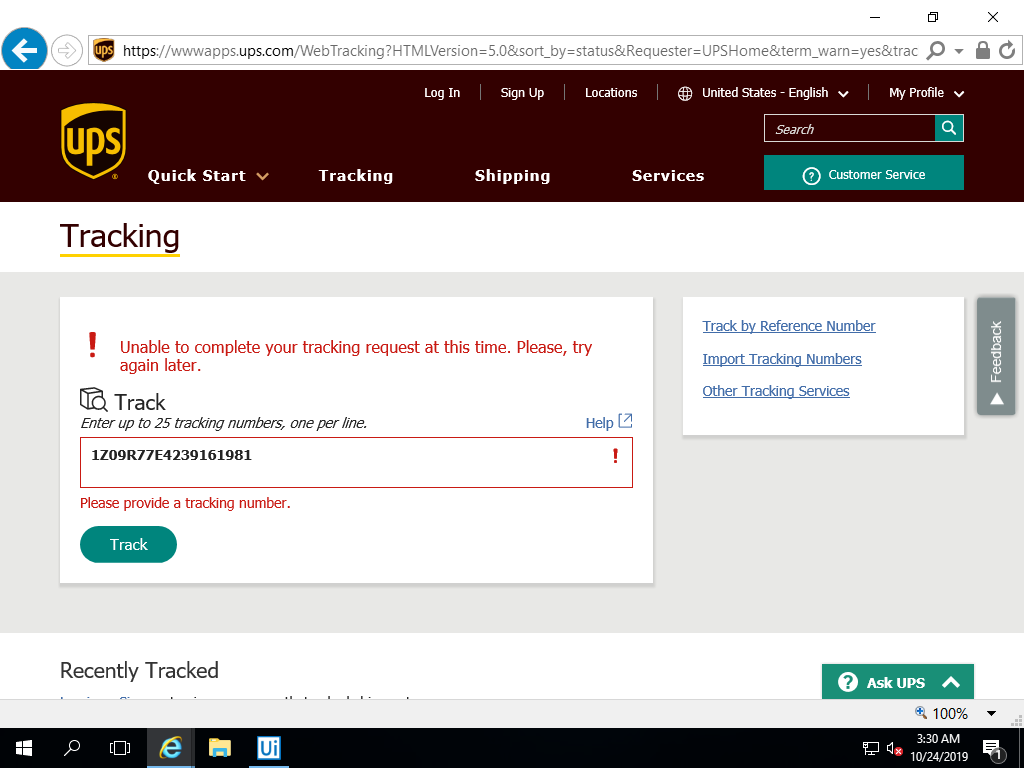 https://wwwapps.ups.com/WebTracking?HTMLVersion=5.0&sort_by=status&Requester=UPSHome&term_warn=yes&trac
Log In
Sign Up
Locations
United States - English
My Profile
ups
Search
Quick Start
Tracking
Shipping
Services
Customer Service
Tracking
! Unable to complete your tracking request at this time. Please, try
again later.
Track
Enter up to 25 tracking numbers, one per line.
Help
1Z09R77E4239161981
!
Please provide a tracking number.
Track
Track by Reference Number
Import Tracking Numbers
Other Tracking Services
Feedback
Recently Tracked
Ask UPS
100%
Ui
3:30 AM
10/24/2019
1